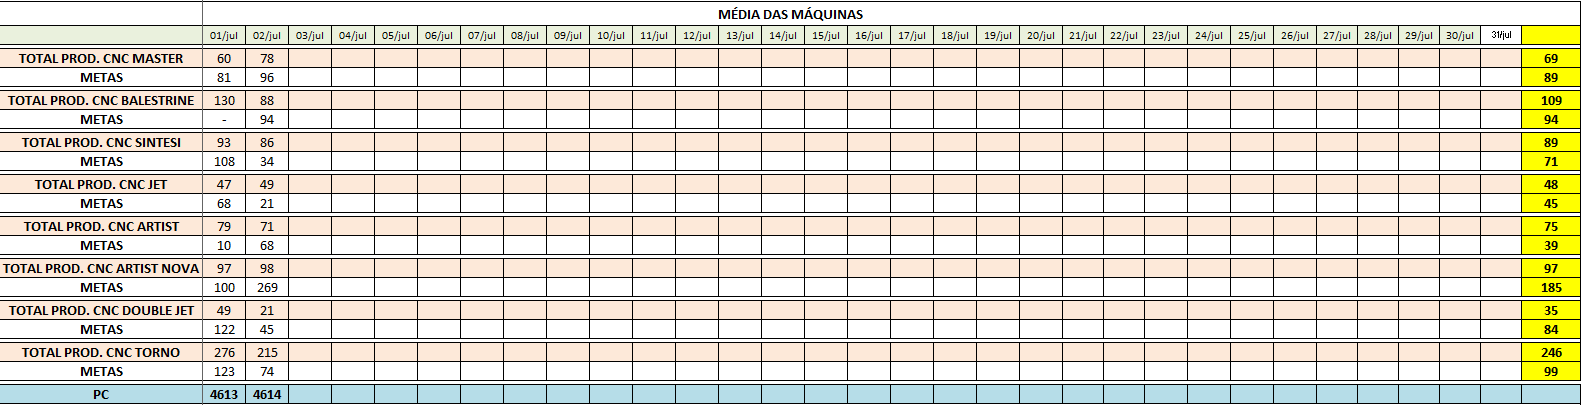 MÉDIA DAS MÁQUINAS
01/jul 02/jul 03/jul 04/jul 05/jul 06/jul 07/jul 08/jul 09/jul 10/jul 11/jul 12/jul 13/jul 14/jul 15/jul 16/jul 17/jul 18/jul 19/jul 20/jul 21/jul 22/jul 23/jul 24/jul 25/jul 26/jul 27/jul 28/jul 29/jul 30/jul 31/jul
TOTAL PROD. CNC MASTER 60 78 69
METAS 81 96 89
TOTAL PROD. CNC BALESTRINE 130 88 109
METAS - 94 94
TOTAL PROD. CNC SINTESI 93 86 89
METAS 108 34 71
TOTAL PROD. CNC JET 47 49 48
METAS 68 21 45
TOTAL PROD. CNC ARTIST 79 71 75
METAS 10 68 39
TOTAL PROD. CNC ARTIST NOVA 97 98 97
METAS 100 269 185
TOTAL PROD. CNC DOUBLE JET 49 21 35
METAS 122 45 84
TOTAL PROD. CNC TORNO 276 215 246
METAS 123 74 99
PC 4613 4614